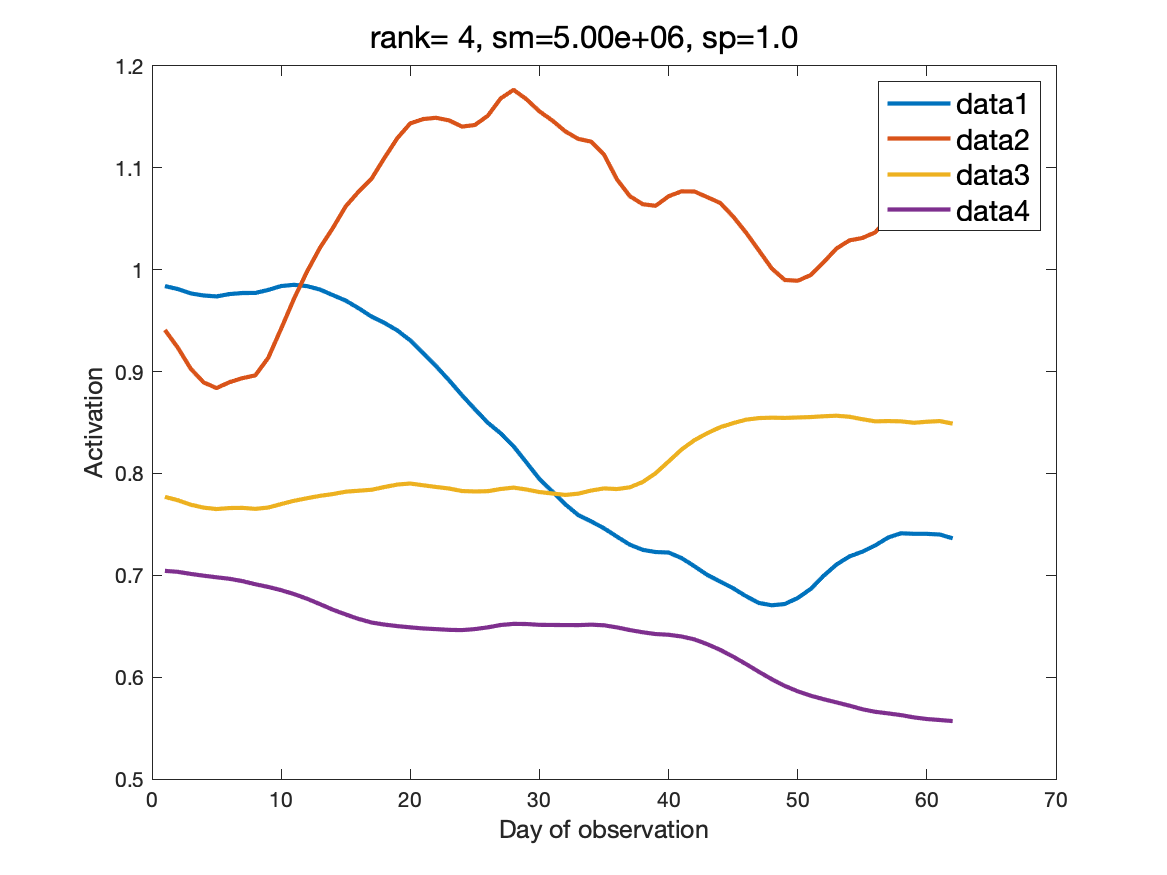 rank= 4, sm=5.00e+06, sp=1.0
1.2
1.1
1
0.9
0.8
0.7
0.6
0.5
Activation
0
10
20
30
40
50
60
70
Day of observation
data1
data2
data3
data4